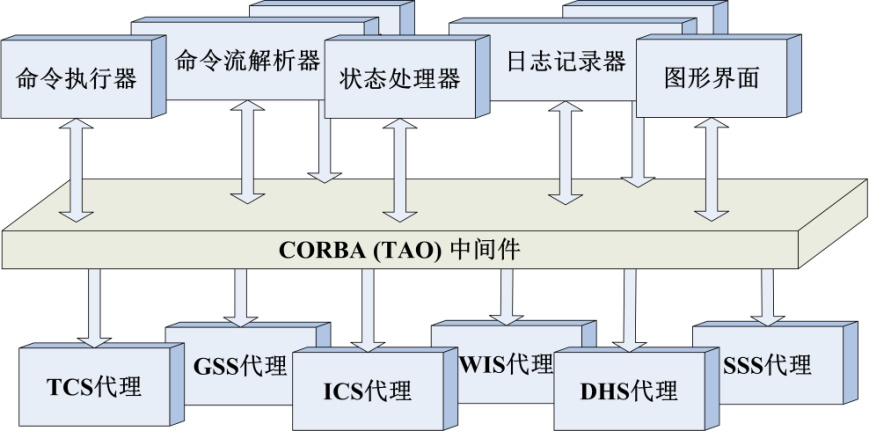 命令执行器
命令流解析器
状态处理器
日志记录器
图形界面
CORBA (TAO) 中间件
TCS代理
GSS代理
ICS代理
WIS代理
DHS代理
SSS代理